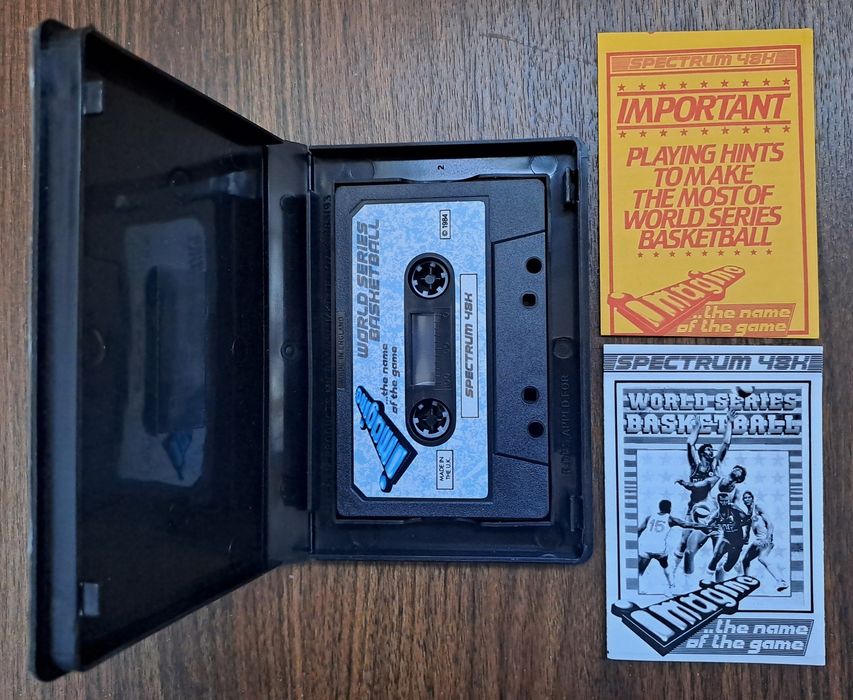 2
WORLD SERIES
BASKETBALL
© 1984
...the name
of the game
imagine
SPECTRUM 48K
MADE IN
THE U.K.
SPECTRUM 48K
IMPORTANT
PLAYING HINTS
TO MAKE
THE MOST OF
WORLD SERIES
BASKETBALL
imagine
...the name
of the game
SPECTRUM 48K
WORLD SERIES
BASKETBALL
15
imagine
...the name
of the game